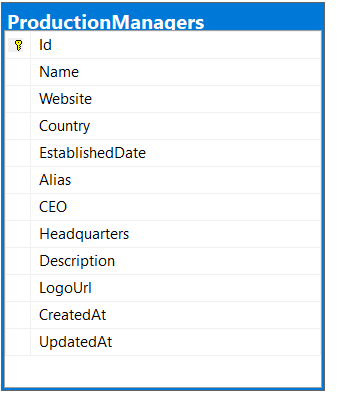 ProductionManagers
Id
Name
Website
Country
EstablishedDate
Alias
CEO
Headquarters
Description
LogoUrl
CreatedAt
UpdatedAt